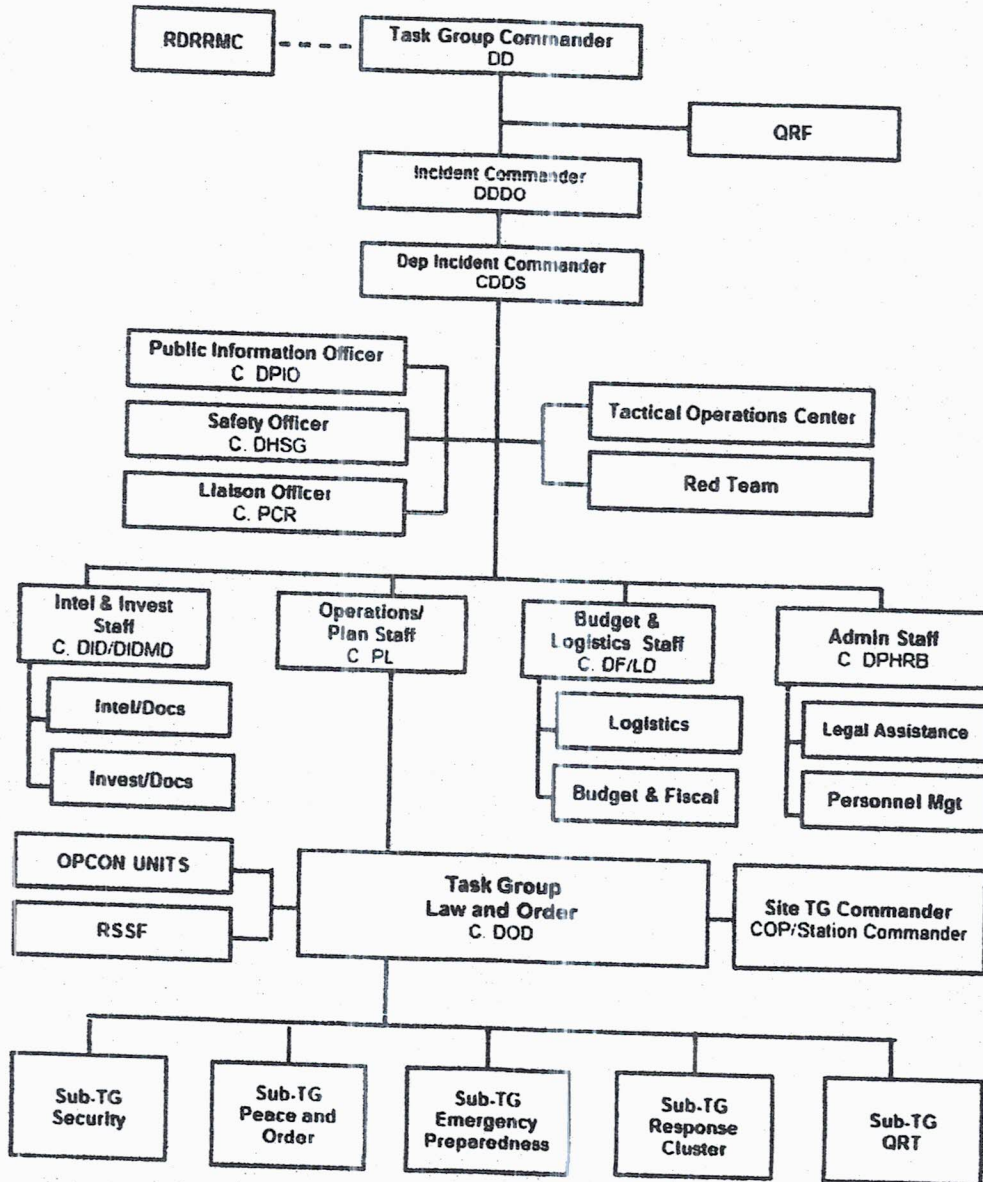 RDRRMC
Task Group Commander
DD
QRF
Incident Commander
DDDO
Dep Incident Commander
CDDS
Public Information Officer
C DPIO
Safety Officer
C. DHSG
Liaison Officer
C. PCR
Tactical Operations Center
Red Team
Intel & Invest
Staff
C. DID/DIDMD
Operations/
Plan Staff
C PL
Budget &
Logistics Staff
C. DF/LD
Admin Staff
C DPHRB
Intel/Docs
Invest/Docs
Logistics
Budget & Fiscal
Legal Assistance
Personnel Mgt
OPCON UNITS
RSSF
Task Group
Law and Order
C. DOD
Site TG Commander
COP/Station Commander
Sub-TG
Security
Sub-TG
Peace and
Order
Sub-TG
Emergency
Preparedness
Sub-TG
Response
Cluster
Sub-TG
QRT